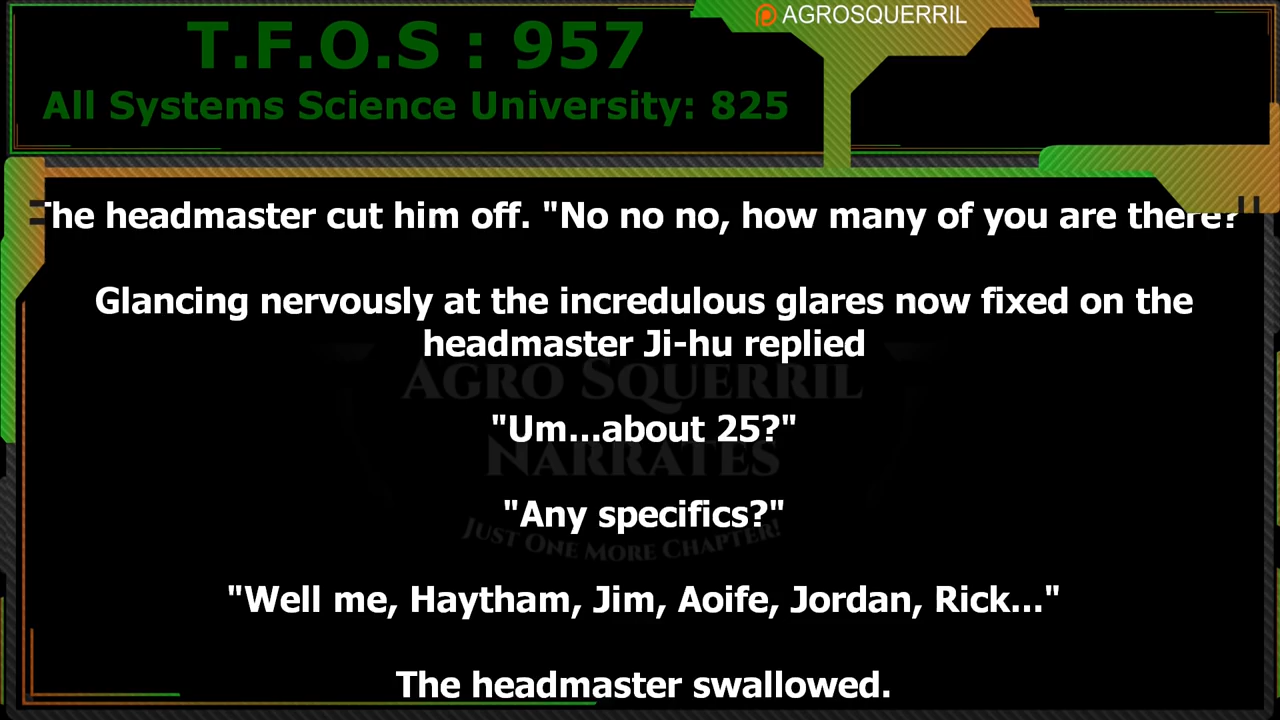 AGROSQUERRIL
T.F.O.S : 957
All Systems Science University: 825
The headmaster cut him off. "No no no, how many of you are there?"
Glancing nervously at the incredulous glares now fixed on the
headmaster Ji-hu replied
AGRO SQUERRIL
"Um...about 25?"
NARRATES
"Any specifics?"
JUST ONE MORE CHAPTER!
"Well me, Haytham, Jim, Aoife, Jordan, Rick..."
The headmaster swallowed.